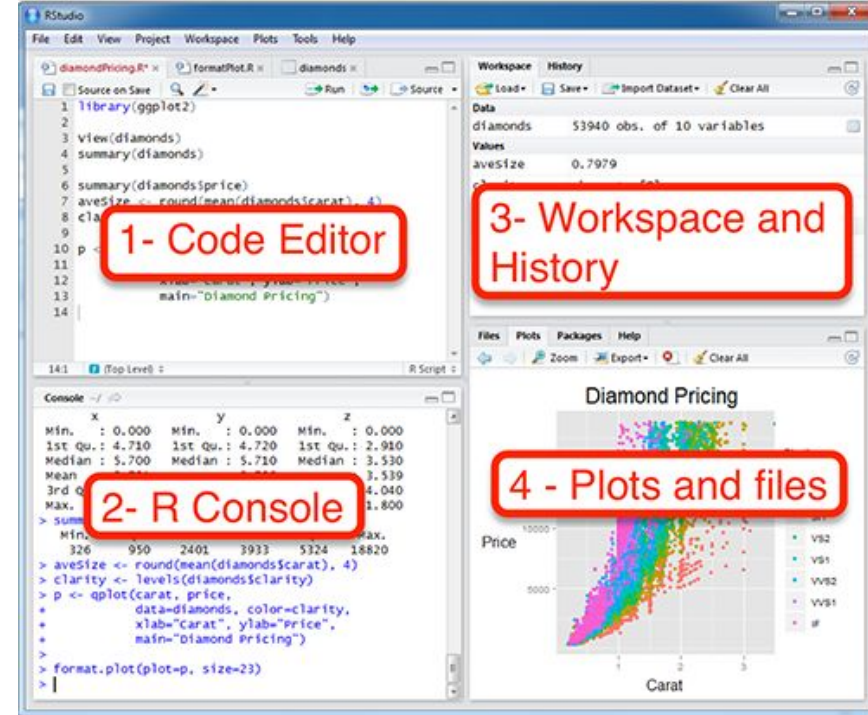 RStudio
File Edit View Project Workspace Plots Tools Help
diamondPricing.R* × formatPlot.R × diamonds ×
Source on Save Run Source
1 library(ggplot2)
2
3 view(diamonds)
4 summary(diamonds)
5
6 summary(diamonds$price)
7 aveSize <- round(mean(diamonds$carat), 4)
8 cla
9
10 p <
11
12 xlab="Carat", ylab="Price",
13 main="Diamond Pricing")
14
1- Code Editor
14:1 (Top Level) R Script
Console ~/
x y z
Min. : 0.000 Min. : 0.000 Min. : 0.000
1st Qu.: 4.710 1st Qu.: 4.720 1st Qu.: 2.910
Median : 5.700 Median : 5.710 Median : 3.530
Mean 3.539
3rd Q 4.040
Max. 1.800
2- R Console
> summ
Min. Max.
326 950 2401 3933 5324 18820
> aveSize <- round(mean(diamonds$carat), 4)
> clarity <- levels(diamonds$clarity)
> p <- qplot(carat, price,
+ data=diamonds, color=clarity,
+ xlab="Carat", ylab="Price",
+ main="Diamond Pricing")
>
> format.plot(plot=p, size=23)
>
Workspace History
Load Save Import Dataset Clear All
Data
diamonds 53940 obs. of 10 variables
Values
aveSize 0.7979
3- Workspace and
History
Files Plots Packages Help
Zoom Export Clear All
Diamond Pricing
4 - Plots and files
Price
10000
5000
VS2
VS1
VVS2
VVS1
IF
1 2 3
Carat